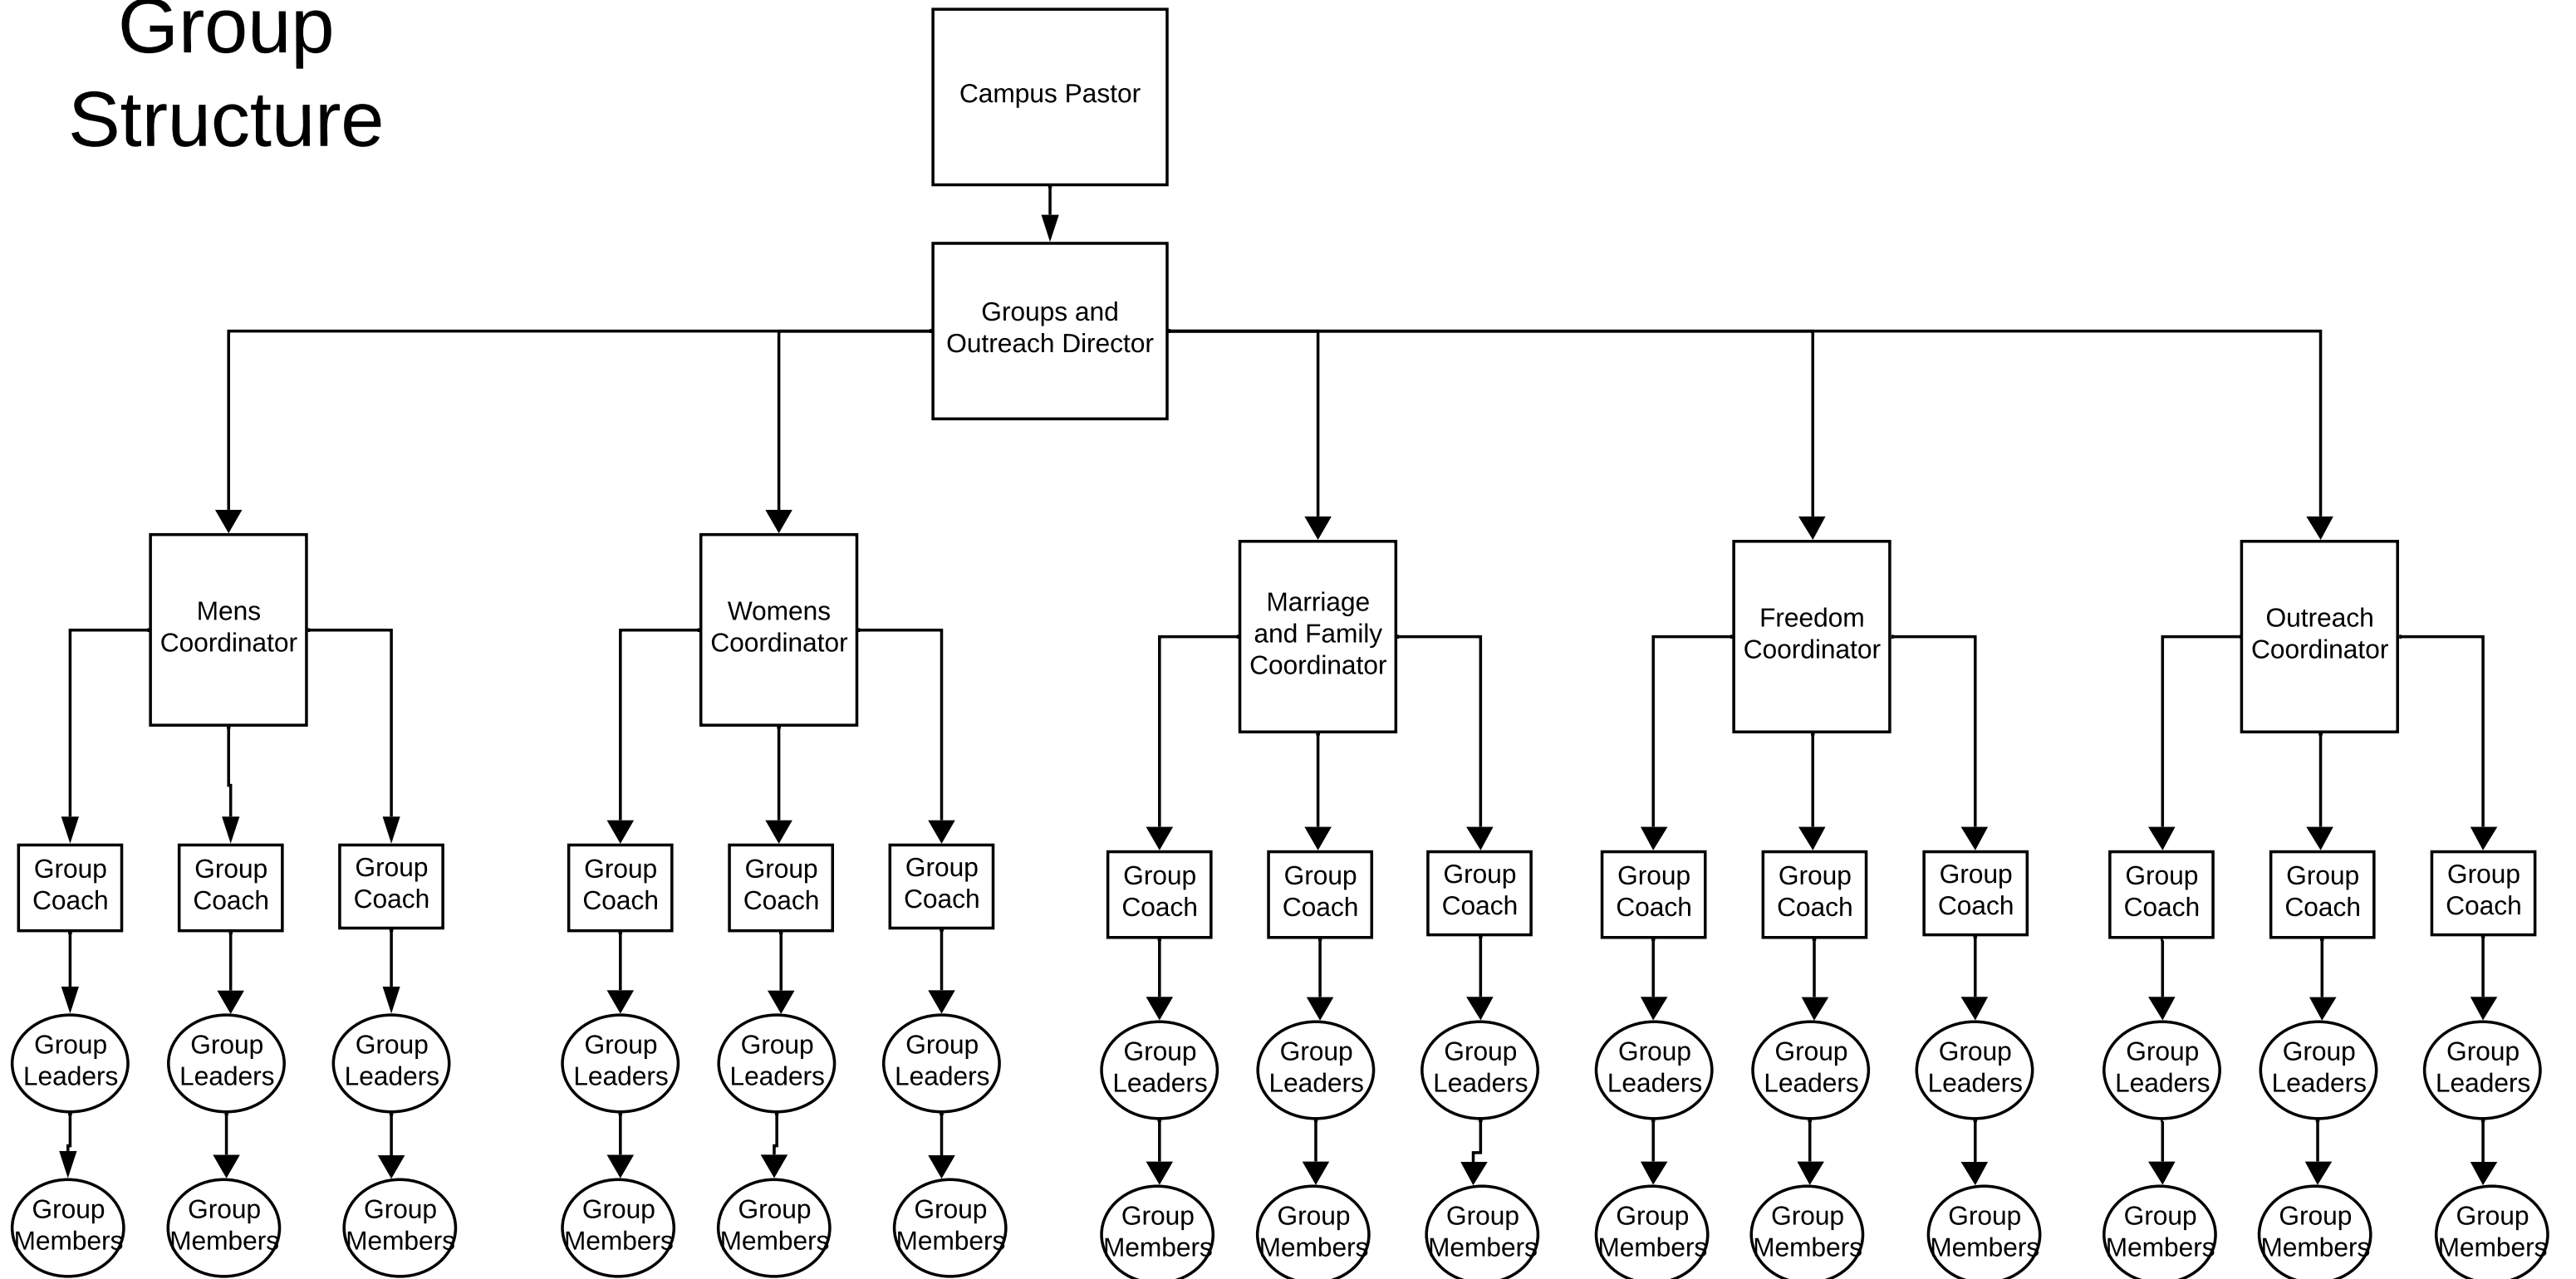 Group
Structure
Campus Pastor
Groups and
Outreach Director
Mens
Coordinator
Womens
Coordinator
Marriage
and Family
Coordinator
Freedom
Coordinator
Outreach
Coordinator
Group
Coach
Group
Coach
Group
Coach
Group
Coach
Group
Coach
Group
Coach
Group
Coach
Group
Coach
Group
Coach
Group
Coach
Group
Coach
Group
Coach
Group
Coach
Group
Coach
Group
Coach
Group
Leaders
Group
Leaders
Group
Leaders
Group
Leaders
Group
Leaders
Group
Leaders
Group
Leaders
Group
Leaders
Group
Leaders
Group
Leaders
Group
Leaders
Group
Leaders
Group
Leaders
Group
Leaders
Group
Leaders
Group
Members
Group
Members
Group
Members
Group
Members
Group
Members
Group
Members
Group
Members
Group
Members
Group
Members
Group
Members
Group
Members
Group
Members
Group
Members
Group
Members
Group
Members